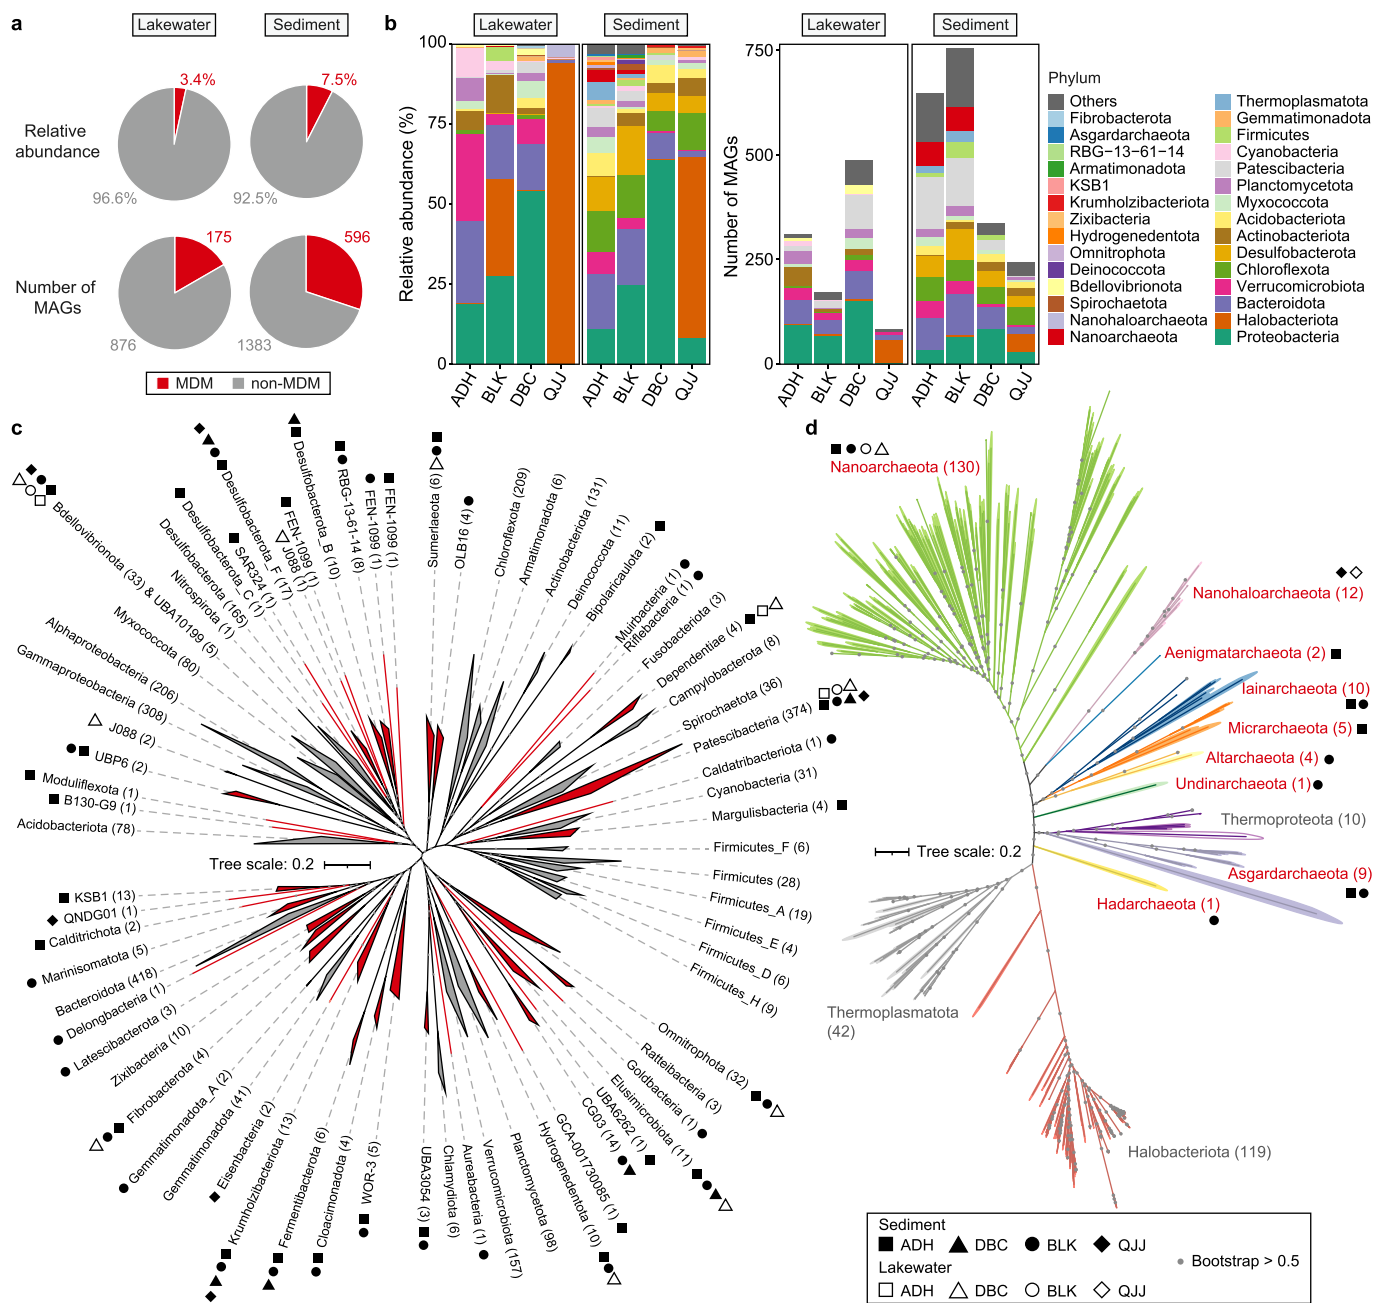 a
Lakewater
Sediment
Relative
abundance
3.4%
96.6%
7.5%
92.5%
Number of
MAGs
175
876
596
1383
MDM
non-MDM
b
Lakewater
Sediment
Relative abundance (%)
100
75
50
25
0
ADH
BLK
DBC
QJJ
ADH
BLK
DBC
QJJ
Lakewater
Sediment
Number of MAGs
750
500
250
0
ADH
BLK
DBC
QJJ
ADH
BLK
DBC
QJJ
Phylum
Others
Fibrobacterota
Asgardarchaeota
RBG−13−61−14
Armatimonadota
KSB1
Krumholzibacteriota
Zixibacteria
Hydrogenedentota
Omnitrophota
Deinococcota
Bdellovibrionota
Spirochaetota
Nanohaloarchaeota
Nanoarchaeota
Thermoplasmatota
Gemmatimonadota
Firmicutes
Cyanobacteria
Patescibacteria
Planctomycetota
Myxococcota
Acidobacteriota
Actinobacteriota
Desulfobacterota
Chloroflexota
Verrucomicrobiota
Bacteroidota
Halobacteriota
Proteobacteria
c
Bdellovibrionota (33) & UBA10199 (5)
Nitrospirota (1)
Desulfobacterota (165)
Desulfobacterota_C (1)
SAR324 (1)
Desulfobacterota_F (17)
J088 (1)
FEN-1099 (1)
Desulfobacterota_B (10)
RBG-13-61-14 (8)
FEN-1099 (1)
FEN-1099 (1)
Sumerlaeota (6)
OLB16 (4)
Chloroflexota (209)
Armatimonadota (6)
Actinobacteriota (131)
Deinococcota (11)
Bipolaricaulota (2)
Muirbacteria (1)
Riflebacteria (1)
Fusobacteriota (3)
Dependentiae (4)
Campylobacterota (8)
Spirochaetota (36)
Patescibacteria (374)
Caldatribacteriota (1)
Cyanobacteria (31)
Margulisbacteria (4)
Firmicutes_F (6)
Firmicutes (28)
Firmicutes_A (19)
Firmicutes_E (4)
Firmicutes_D (6)
Firmicutes_H (9)
Omnitrophota (32)
Ratteibacteria (3)
Goldbacteria (1)
Elusimicrobiota (11)
UBA6262 (1)
CG03 (14)
GCA-001730085 (1)
Hydrogenedentota (10)
Planctomycetota (98)
Verrucomicrobiota (157)
Aureabacteria (1)
Chlamydiota (6)
UBA3054 (3)
WOR-3 (5)
Cloacimonadota (4)
Fermentibacterota (6)
Krumholzibacteriota (13)
Eisenbacteria (2)
Gemmatimonadota (41)
Gemmatimonadota_A (2)
Fibrobacterota (4)
Zixibacteria (10)
Latescibacterota (3)
Delongbacteria (1)
Bacteroidota (418)
Marinisomatota (5)
Calditrichota (2)
QNDG01 (1)
KSB1 (13)
Acidobacteriota (78)
B130-G9 (1)
Moduliflexota (1)
UBP6 (2)
J088 (2)
Gammaproteobacteria (308)
Alphaproteobacteria (206)
Myxococcota (80)
Tree scale: 0.2
d
Nanoarchaeota (130)
Nanohaloarchaeota (12)
Aenigmatarchaeota (2)
Iainarchaeota (10)
Micrarchaeota (5)
Altarchaeota (4)
Undinarchaeota (1)
Thermoproteota (10)
Asgardarchaeota (9)
Hadarchaeota (1)
Tree scale: 0.2
Thermoplasmatota
(42)
Halobacteriota (119)
Sediment
ADH
DBC
BLK
QJJ
Lakewater
ADH
DBC
BLK
QJJ
Bootstrap > 0.5